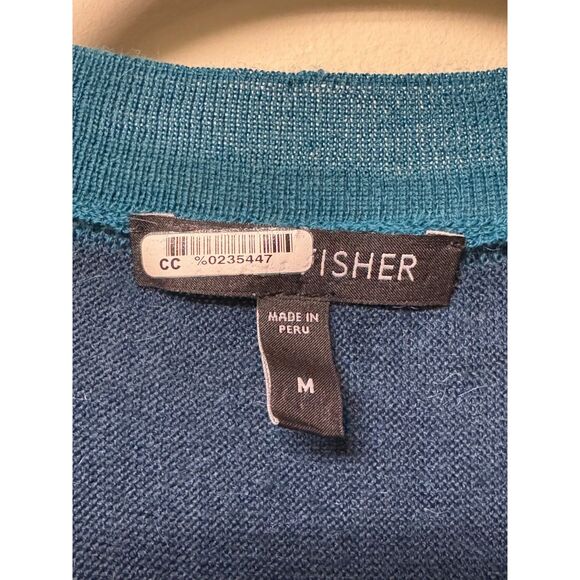 FISHER
CC %0235447
MADE IN
PERU
M